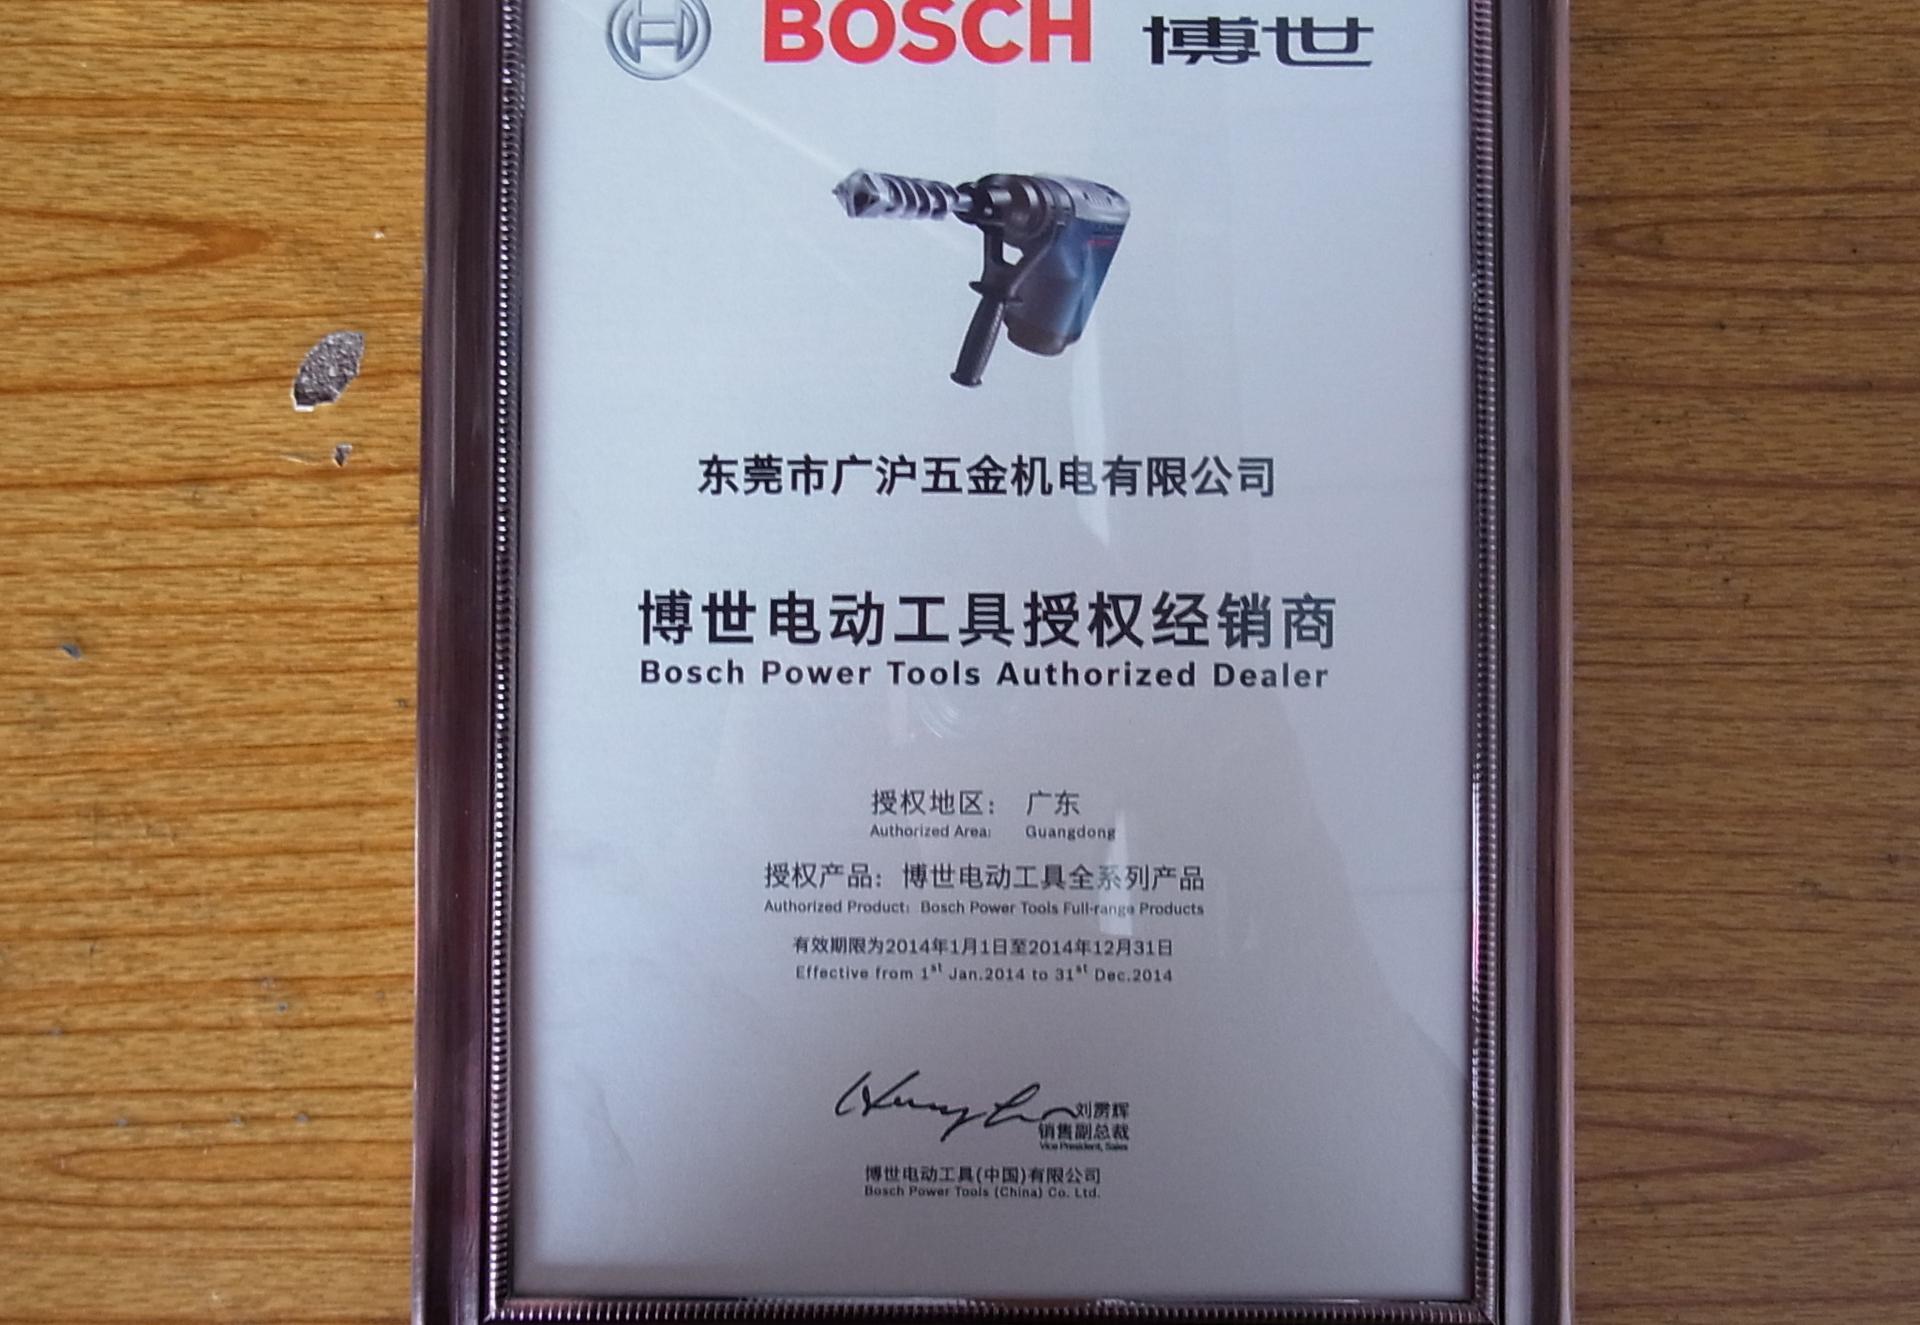 BOSCH 博世
东莞市广沪五金机电有限公司
博世电动工具授权经销商
Bosch Power Tools Authorized Dealer
授权地区： 广东
Authorized Area: Guangdong
授权产品：博世电动工具全系列产品
Authorized Product: Bosch Power Tools Full-range Products
有效期限为2014年1月1日至2014年12月31日
Effective from 1st Jan.2014 to 31st Dec.2014
销售副总裁
Vice President, Sales
博世电动工具(中国)有限公司
Bosch Power Tools (China) Co. Ltd.